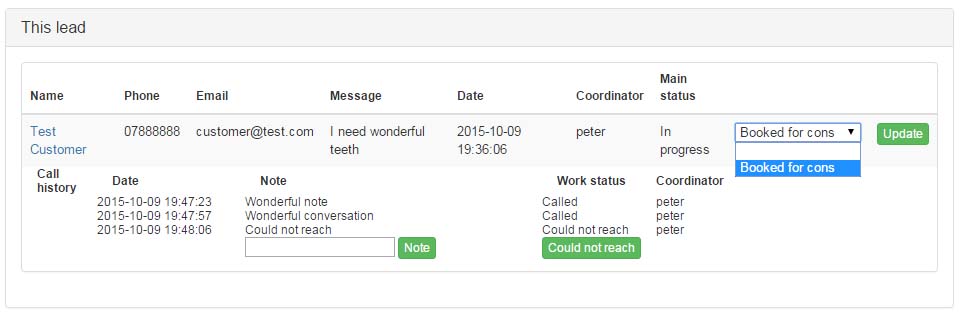 This lead
Name Phone Email Message Date Coordinator Main status
Test Customer 07888888 customer@test.com I need wonderful teeth 2015-10-09 19:36:06 peter In progress Booked for cons Update
Booked for cons
Call history Date Note Work status Coordinator
2015-10-09 19:47:23 Wonderful note Called peter
2015-10-09 19:47:57 Wonderful conversation Called peter
2015-10-09 19:48:06 Could not reach Could not reach peter
Note Could not reach